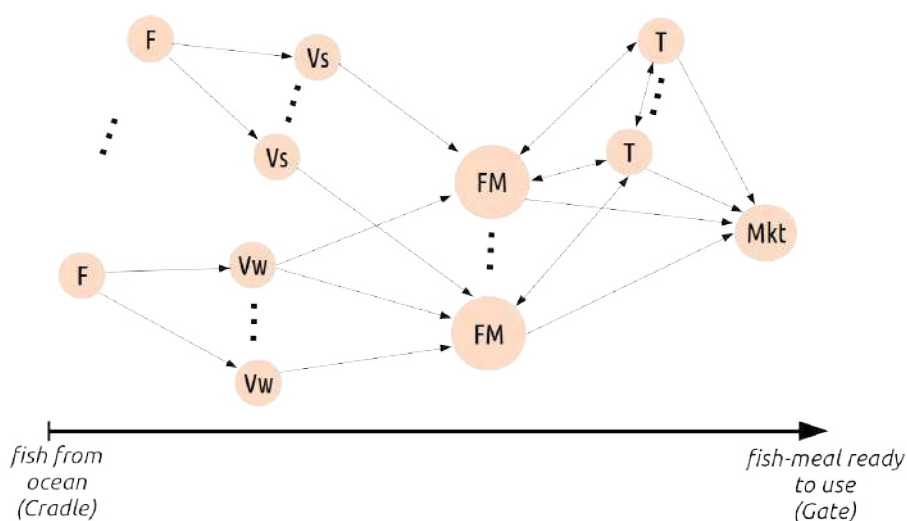 F
Vs
T
Vs
T
FM
Mkt
F
Vw
FM
Vw
fish from
ocean
(Cradle)
fish-meal ready
to use
(Gate)